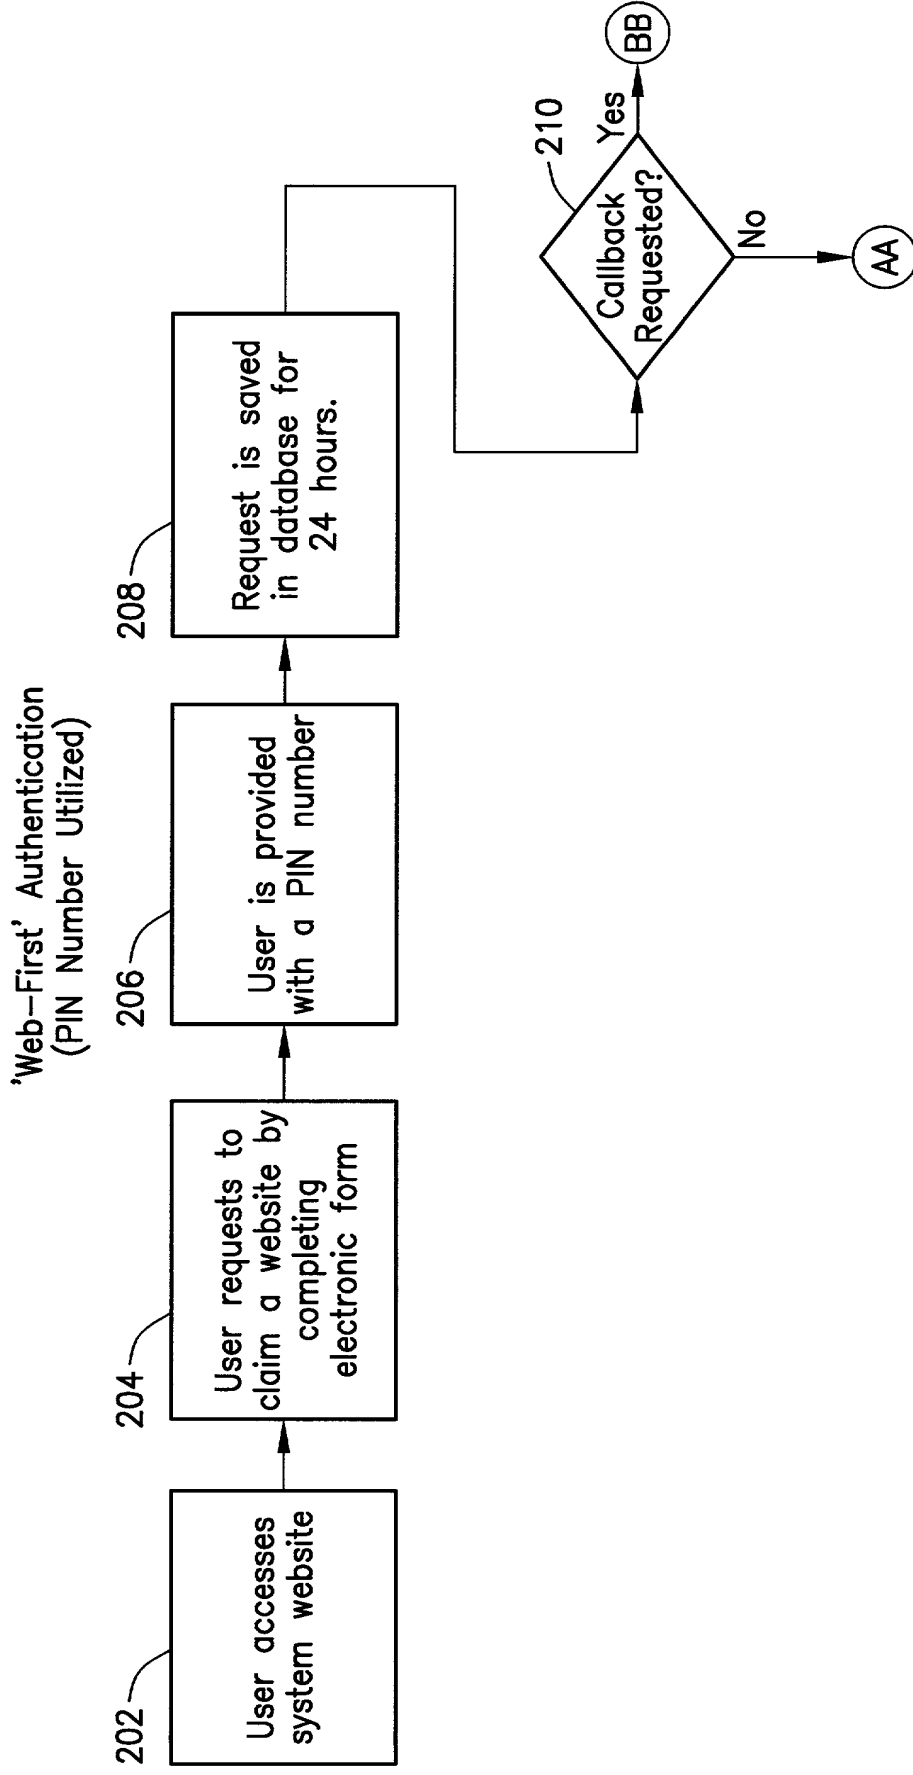 'Web-First' Authentication
(PIN Number Utilized)
202
User accesses
system website
204
User requests to
claim a website by
completing
electronic form
206
User is provided
with a PIN number
208
Request is saved
in database for
24 hours.
210
Callback
Requested?
Yes
BB
No
AA